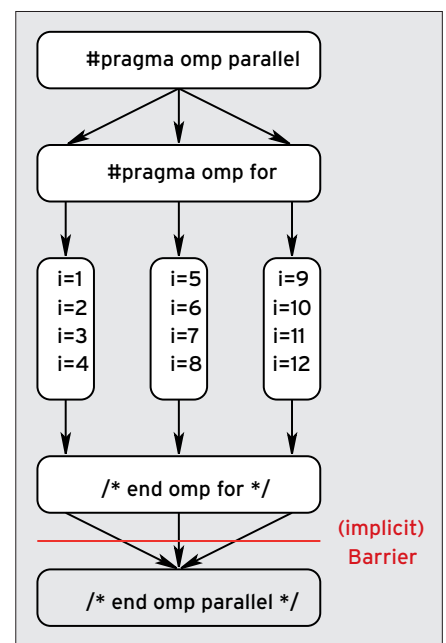 #pragma omp parallel
#pragma omp for
i=1
i=2
i=3
i=4
i=5
i=6
i=7
i=8
i=9
i=10
i=11
i=12
/* end omp for */
(implicit)
Barrier
/* end omp parallel */